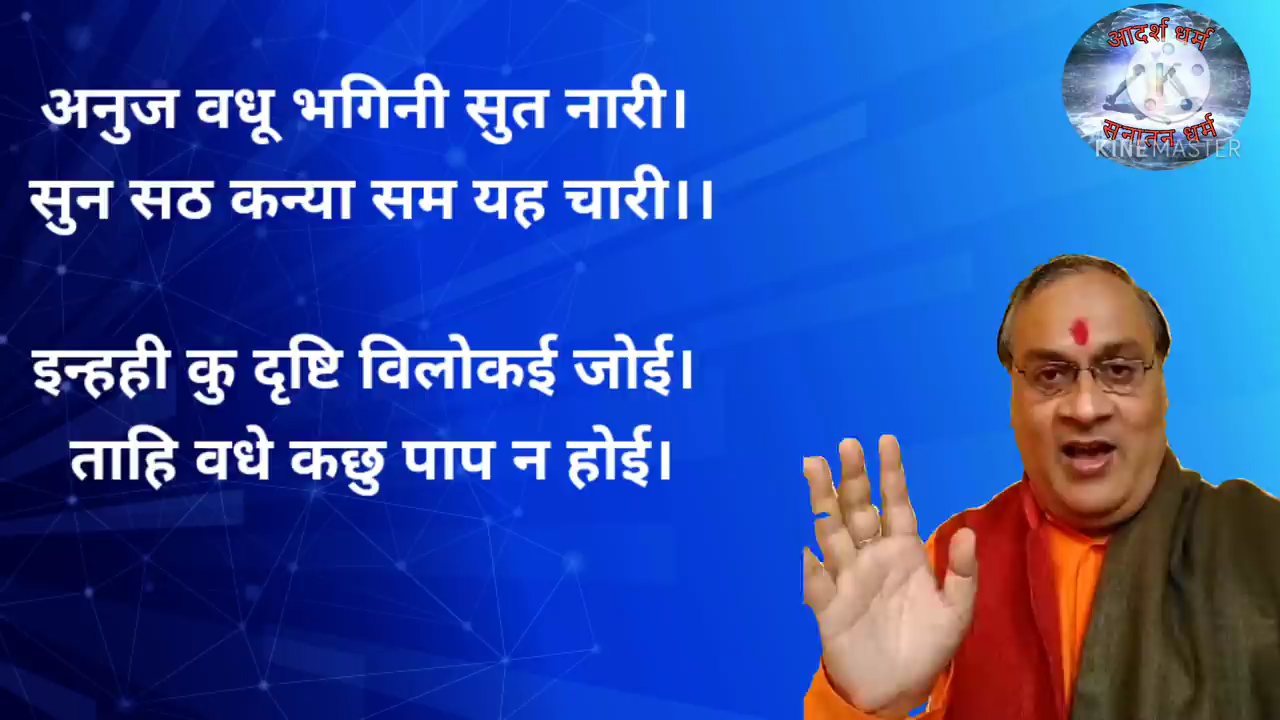 अनुज वधू भगिनी सुत नारी।
सुन सठ कन्या सम यह चारी।।
इन्हही कु दृष्टि विलोकई जोई।
ताहि वधे कछु पाप न होई।
आदर्श धर्म
K
सनातन धर्म
KINEMASTER